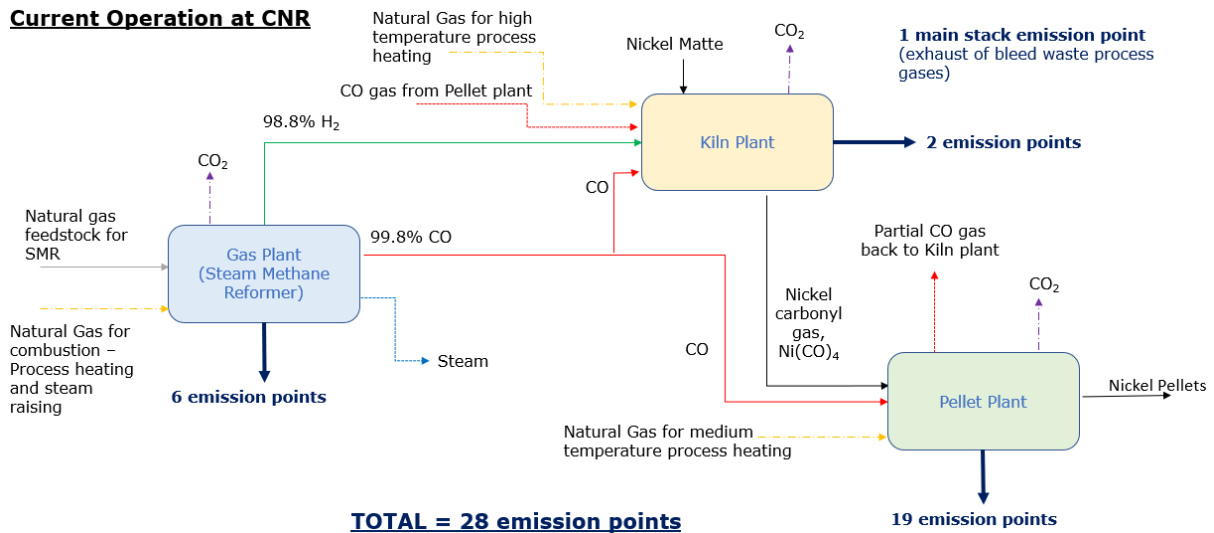 Current Operation at CNR
Natural Gas for high
temperature process
heating
Nickel Matte
CO₂
1 main stack emission point
(exhaust of bleed waste process
gases)
CO gas from Pellet plant
98.8% H₂
Kiln Plant
2 emission points
CO₂
CO
Natural gas
feedstock for
SMR
Gas Plant
(Steam Methane
Reformer)
99.8% CO
Partial CO gas
back to Kiln plant
CO₂
Nickel
carbonyl
gas,
Ni(CO)₄
Natural Gas for
combustion –
Process heating
and steam
raising
Steam
CO
6 emission points
Pellet Plant
Nickel Pellets
Natural Gas for medium
temperature process heating
TOTAL = 28 emission points
19 emission points